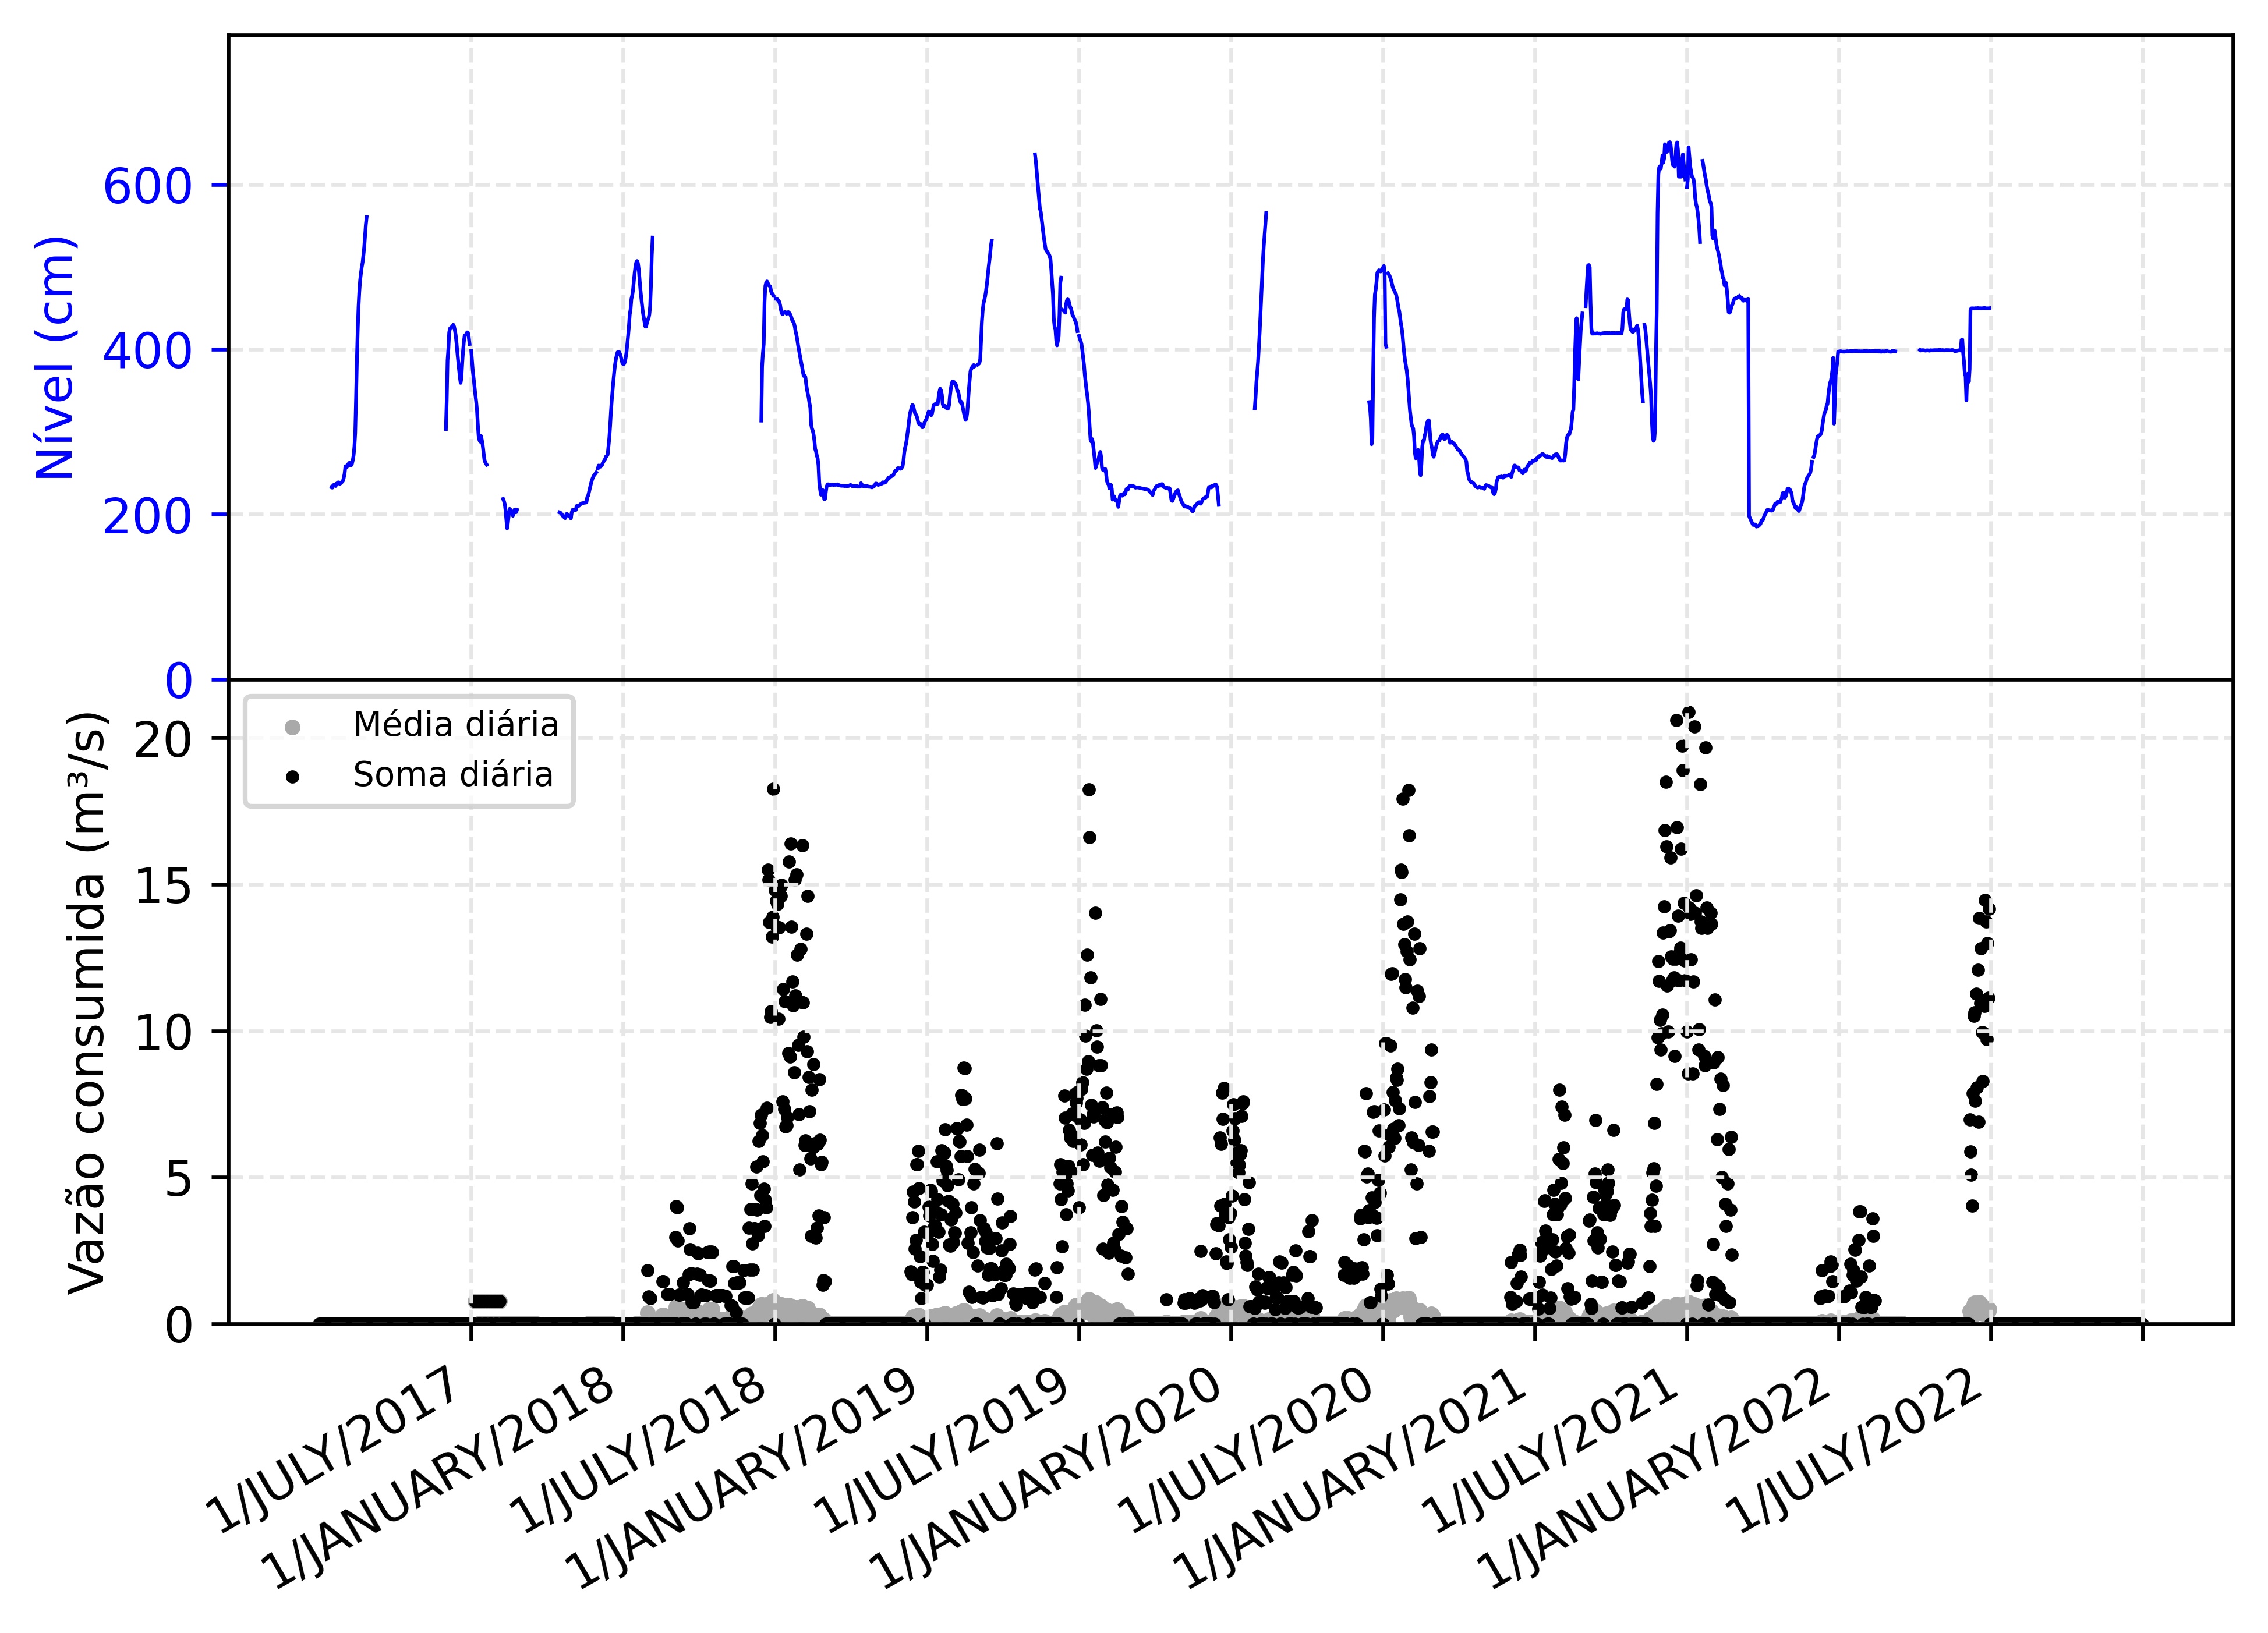 Nível (cm)
600
400
200
0
Vazão consumida (m³/s)
20
15
10
5
0
Média diária
Soma diária
1/JULY/2017
1/JANUARY/2018
1/JULY/2018
1/JANUARY/2019
1/JULY/2019
1/JANUARY/2020
1/JULY/2020
1/JANUARY/2021
1/JULY/2021
1/JANUARY/2022
1/JULY/2022